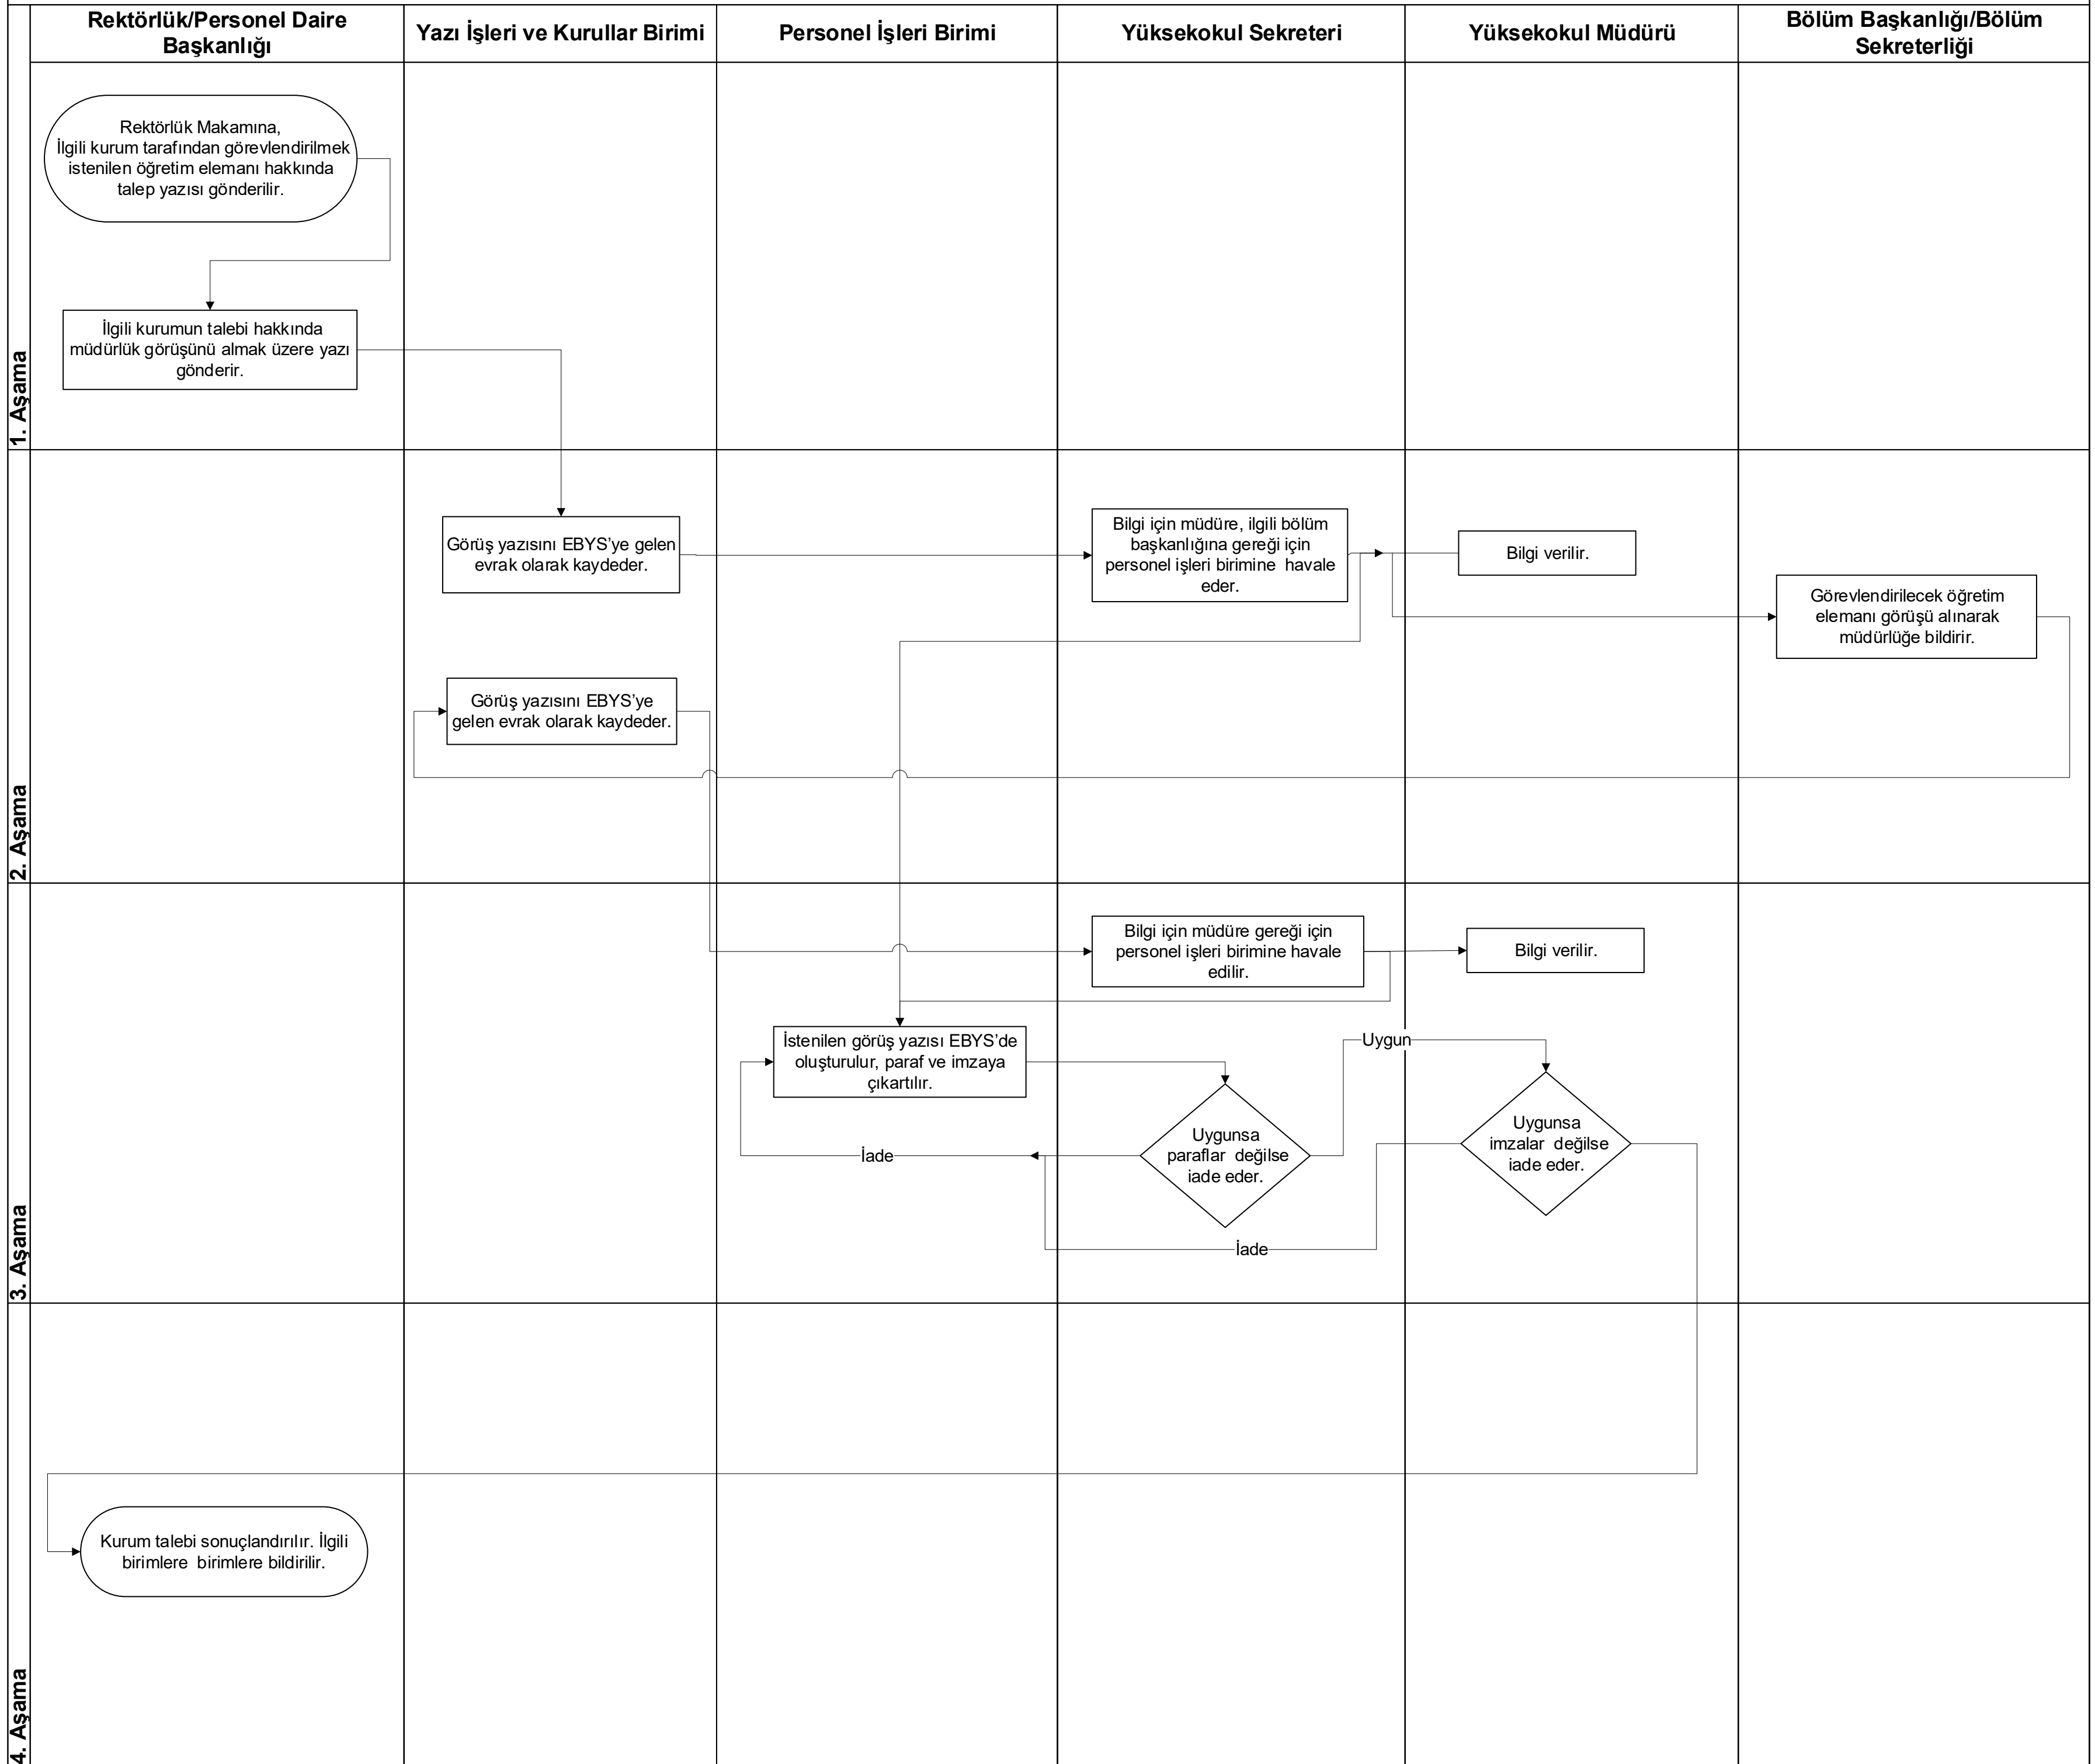 Rektörlük/Personel Daire
Başkanlığı
Yazı İşleri ve Kurullar Birimi
Personel İşleri Birimi
Yüksekokul Sekreteri
Yüksekokul Müdürü
Bölüm Başkanlığı/Bölüm
Sekreterliği
1. Aşama
Rektörlük Makamına,
İlgili kurum tarafından görevlendirilmek
istenilen öğretim elemanı hakkında
talep yazısı gönderilir.
İlgili kurumun talebi hakkında
müdürlük görüşünü almak üzere yazı
gönderir.
2. Aşama
Görüş yazısını EBYS’ye gelen
evrak olarak kaydeder.
Bilgi için müdüre, ilgili bölüm
başkanlığına gereği için
personel işleri birimine  havale
eder.
Bilgi verilir.
Görevlendirilecek öğretim
elemanı görüşü alınarak
müdürlüğe bildirir.
Görüş yazısını EBYS’ye
gelen evrak olarak kaydeder.
3. Aşama
Bilgi için müdüre gereği için
personel işleri birimine havale
edilir.
Bilgi verilir.
İstenilen görüş yazısı EBYS’de
oluşturulur, paraf ve imzaya
çıkartılır.
Uygun
Uygunsa
paraflar  değilse
iade eder.
Uygunsa
imzalar  değilse
iade eder.
İade
İade
4. Aşama
Kurum talebi sonuçlandırılır. İlgili
birimlere  birimlere bildirilir.